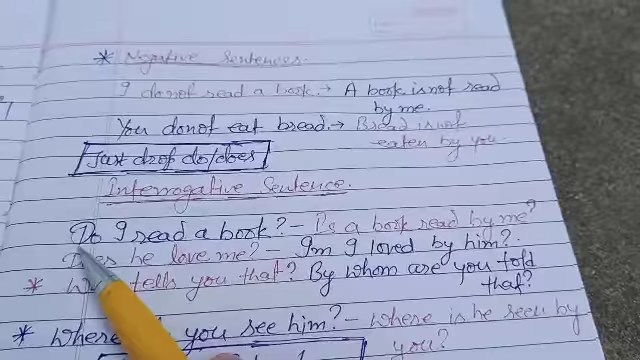 * Negative Sentences.
I do not read a book. → A book is not read
by me.
You do not eat bread. → Bread is not
eaten by you.
Just drop do/does
Interrogative Sentence.
Do I read a book? - Is a book read by me?
Does he love me? - Im I loved by him?
* tells you that? By whom are you told
that?
* Where you see him? - Where is he seen by
you?